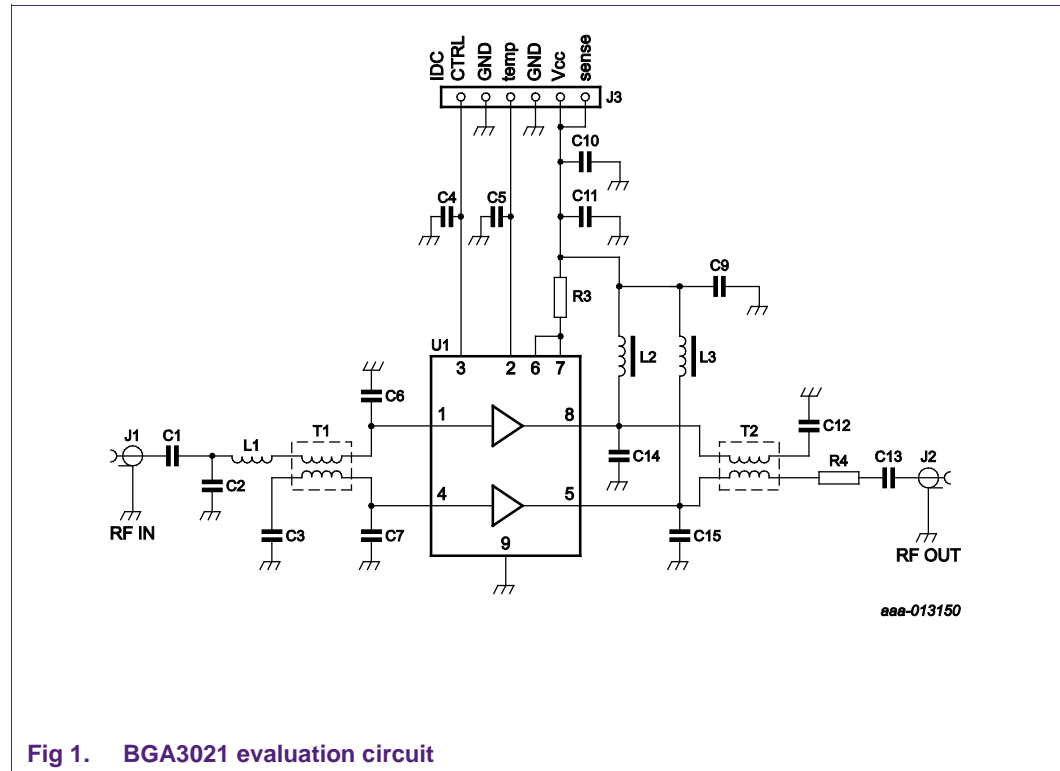 IDC
CTRL
GND
temp
GND
Vcc
sense
J3
C10
C4
C5
C11
C9
R3
U1
L2
L3
3
2
6
7
C6
C12
1
8
J1
C1
L1
T1
T2
C14
R4
C13
J2
C2
4
5
RF IN
C3
C7
9
C15
RF OUT
aaa-013150
Fig 1. BGA3021 evaluation circuit